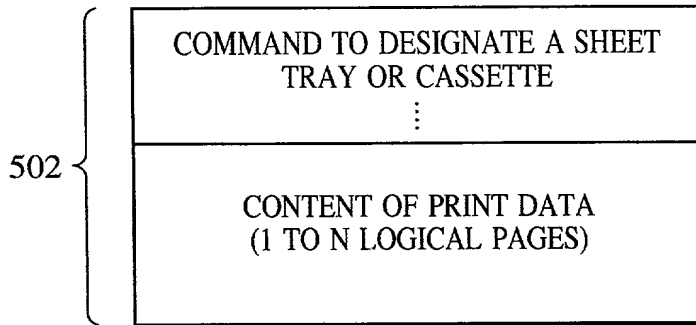 COMMAND TO DESIGNATE A SHEET
TRAY OR CASSETTE
502
CONTENT OF PRINT DATA
(1 TO N LOGICAL PAGES)